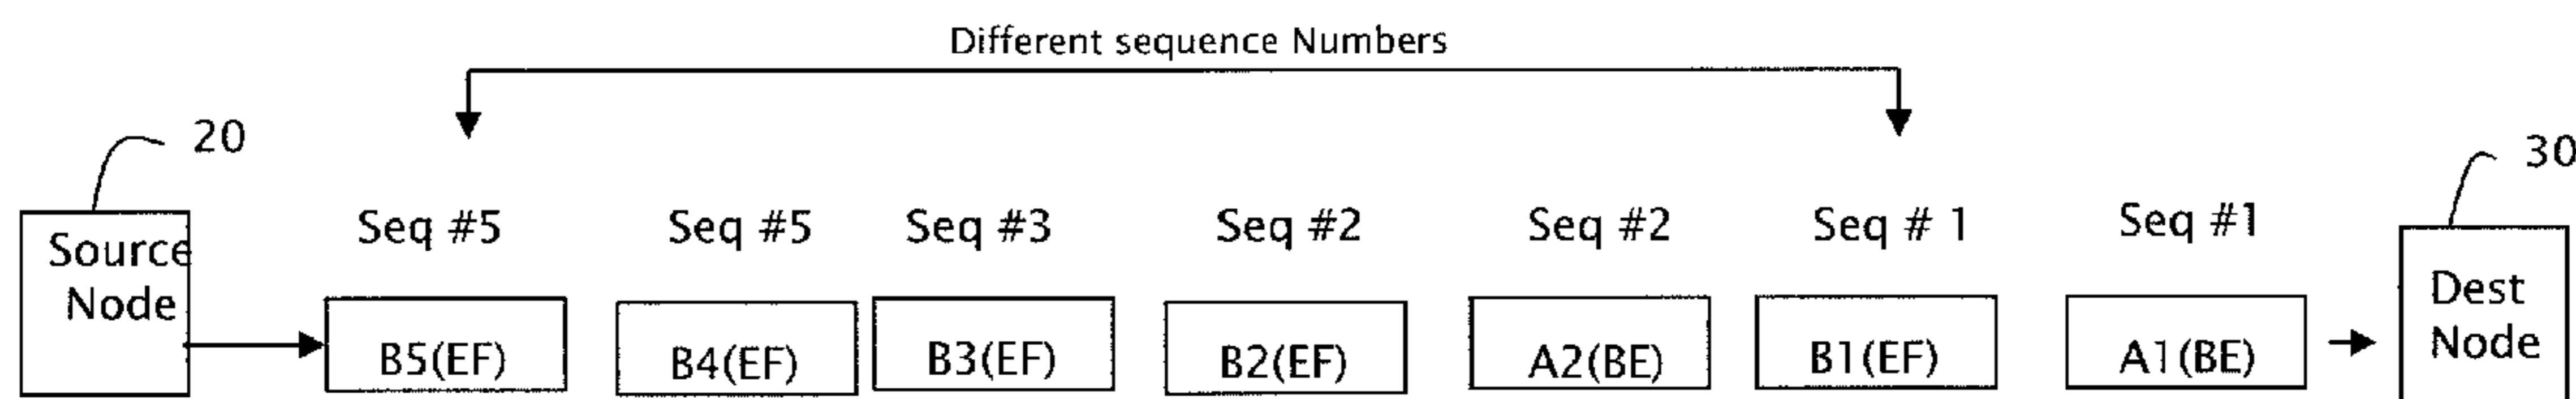 Different sequence Numbers
20
30
Seq #5 Seq #5 Seq #3 Seq #2 Seq #2 Seq # 1 Seq #1
Source
Node
B5(EF) B4(EF) B3(EF) B2(EF) A2(BE) B1(EF) A1(BE)
Dest
Node